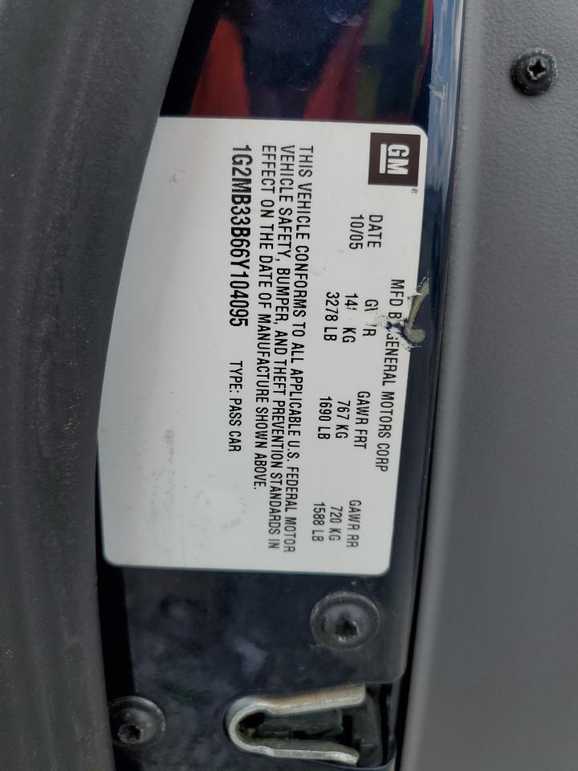 GM
®
MFD BY GENERAL MOTORS CORP
DATE GAWR FRT GAWR RR
10/05 KG 767 KG 720 KG
3278 LB 1690 LB 1588 LB
THIS VEHICLE CONFORMS TO ALL APPLICABLE U.S. FEDERAL MOTOR
VEHICLE SAFETY, BUMPER, AND THEFT PREVENTION STANDARDS IN
EFFECT ON THE DATE OF MANUFACTURE SHOWN ABOVE.
1G2MB33B66Y104095 TYPE: PASS CAR